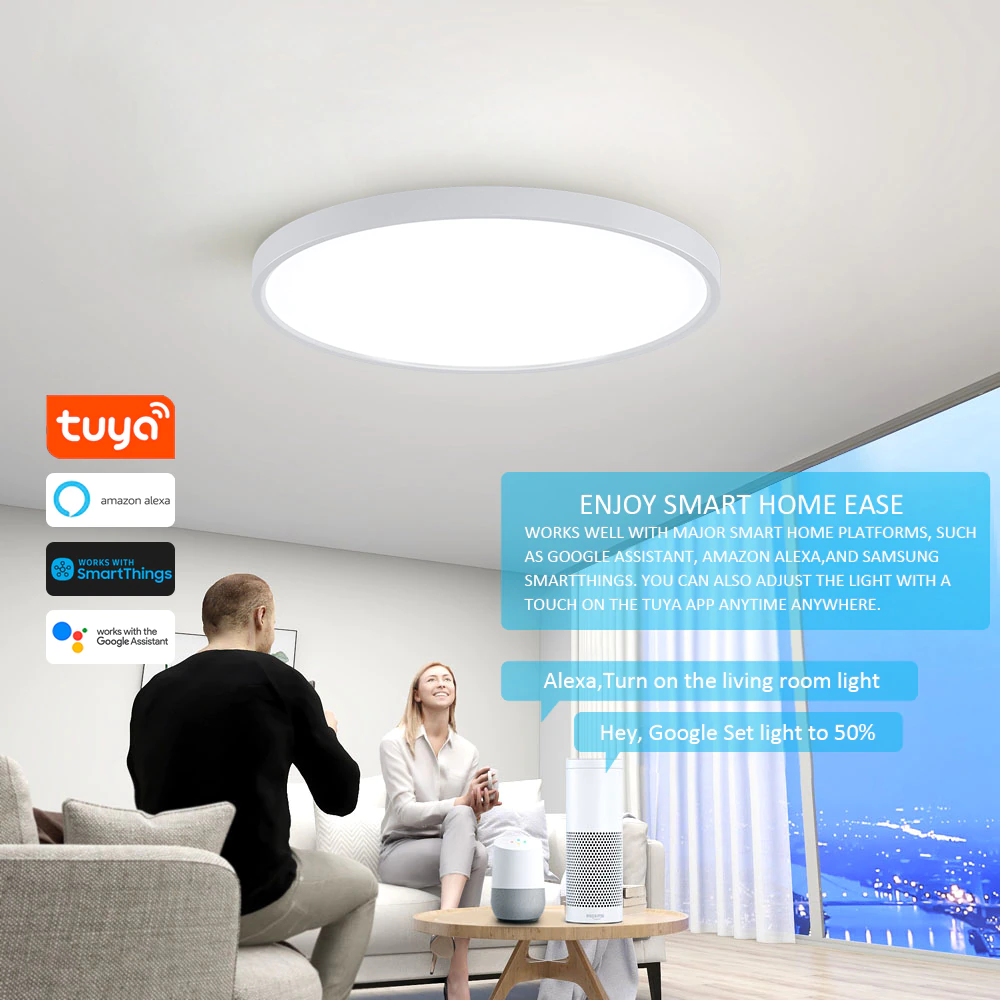 tuya
amazon alexa
WORKS WITH
SmartThings
works with the
Google Assistant
ENJOY SMART HOME EASE
WORKS WELL WITH MAJOR SMART HOME PLATFORMS, SUCH
AS GOOGLE ASSISTANT, AMAZON ALEXA,AND SAMSUNG
SMARTTHINGS. YOU CAN ALSO ADJUST THE LIGHT WITH A
TOUCH ON THE TUYA APP ANYTIME ANYWHERE.
Alexa,Turn on the living room light
Hey, Google Set light to 50%